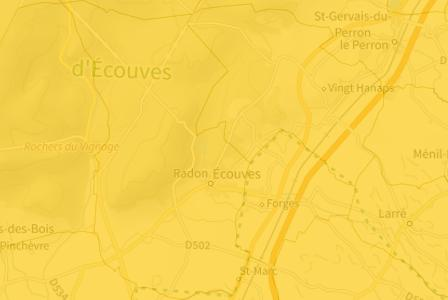 St-Gervais-du-
Perron
le Perron
d'Écouves
Vingt Hanaps
Rochers du Vignage
Ménil-
Radon Écouves
Forges
Larré
s-des-Bois
Pinchèvre
D502
St-Marc
D534